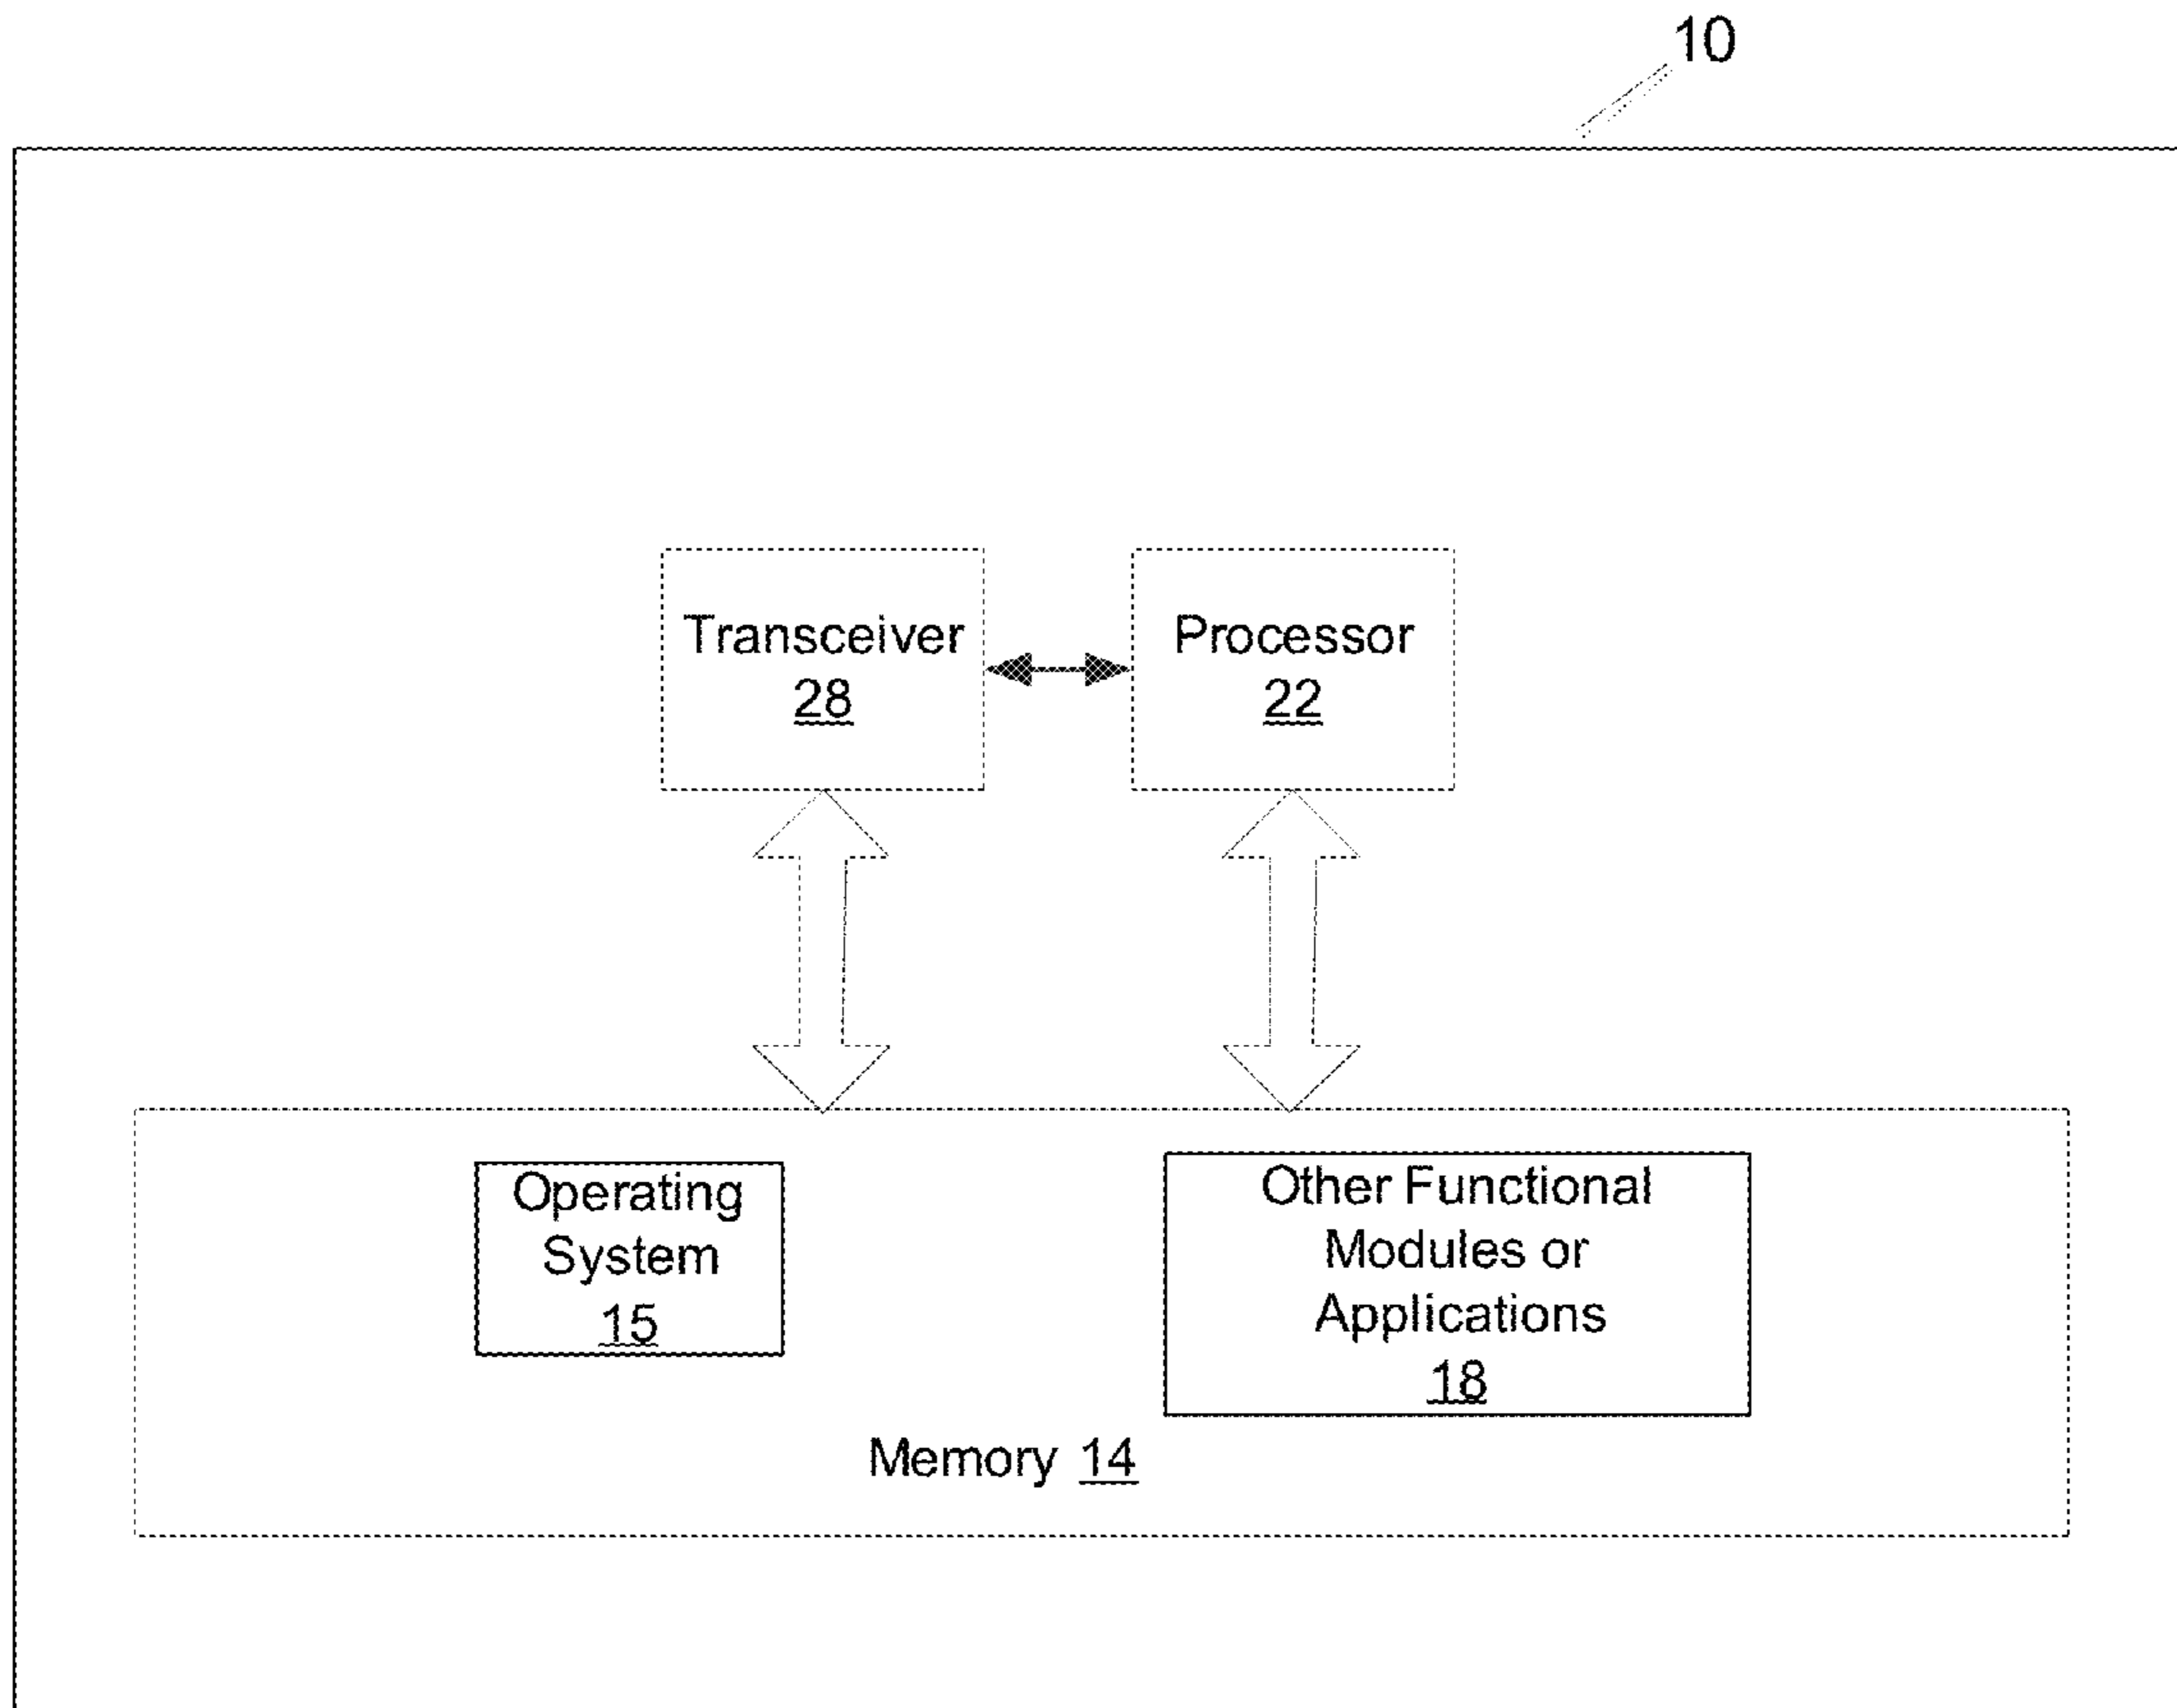 10
Transceiver
28
Processor
22
Operating
System
15
Other Functional
Modules or
Applications
18
Memory 14